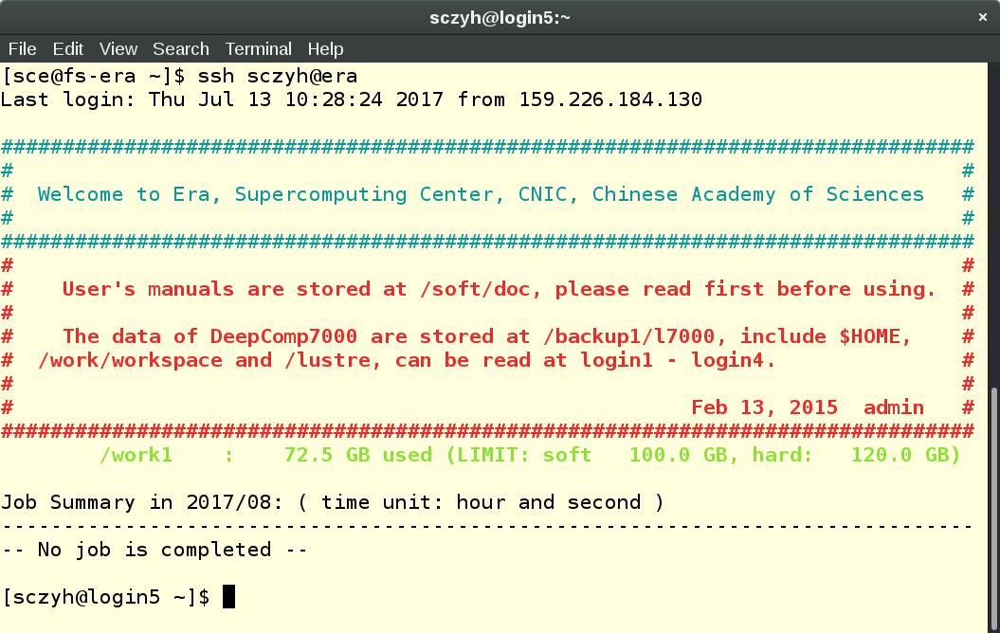 sczyh@login5:~ ×
File Edit View Search Terminal Help
[sce@fs-era ~]$ ssh sczyh@era
Last login: Thu Jul 13 10:28:24 2017 from 159.226.184.130
###############################################################################
# #
# Welcome to Era, Supercomputing Center, CNIC, Chinese Academy of Sciences #
# #
###############################################################################
# #
# User's manuals are stored at /soft/doc, please read first before using. #
# #
# The data of DeepComp7000 are stored at /backup1/l7000, include $HOME, #
# /work/workspace and /lustre, can be read at login1 - login4. #
# #
# Feb 13, 2015 admin #
###############################################################################
/work1 : 72.5 GB used (LIMIT: soft 100.0 GB, hard: 120.0 GB)
Job Summary in 2017/08: ( time unit: hour and second )
-------------------------------------------------------------------------------
-- No job is completed --
[sczyh@login5 ~]$